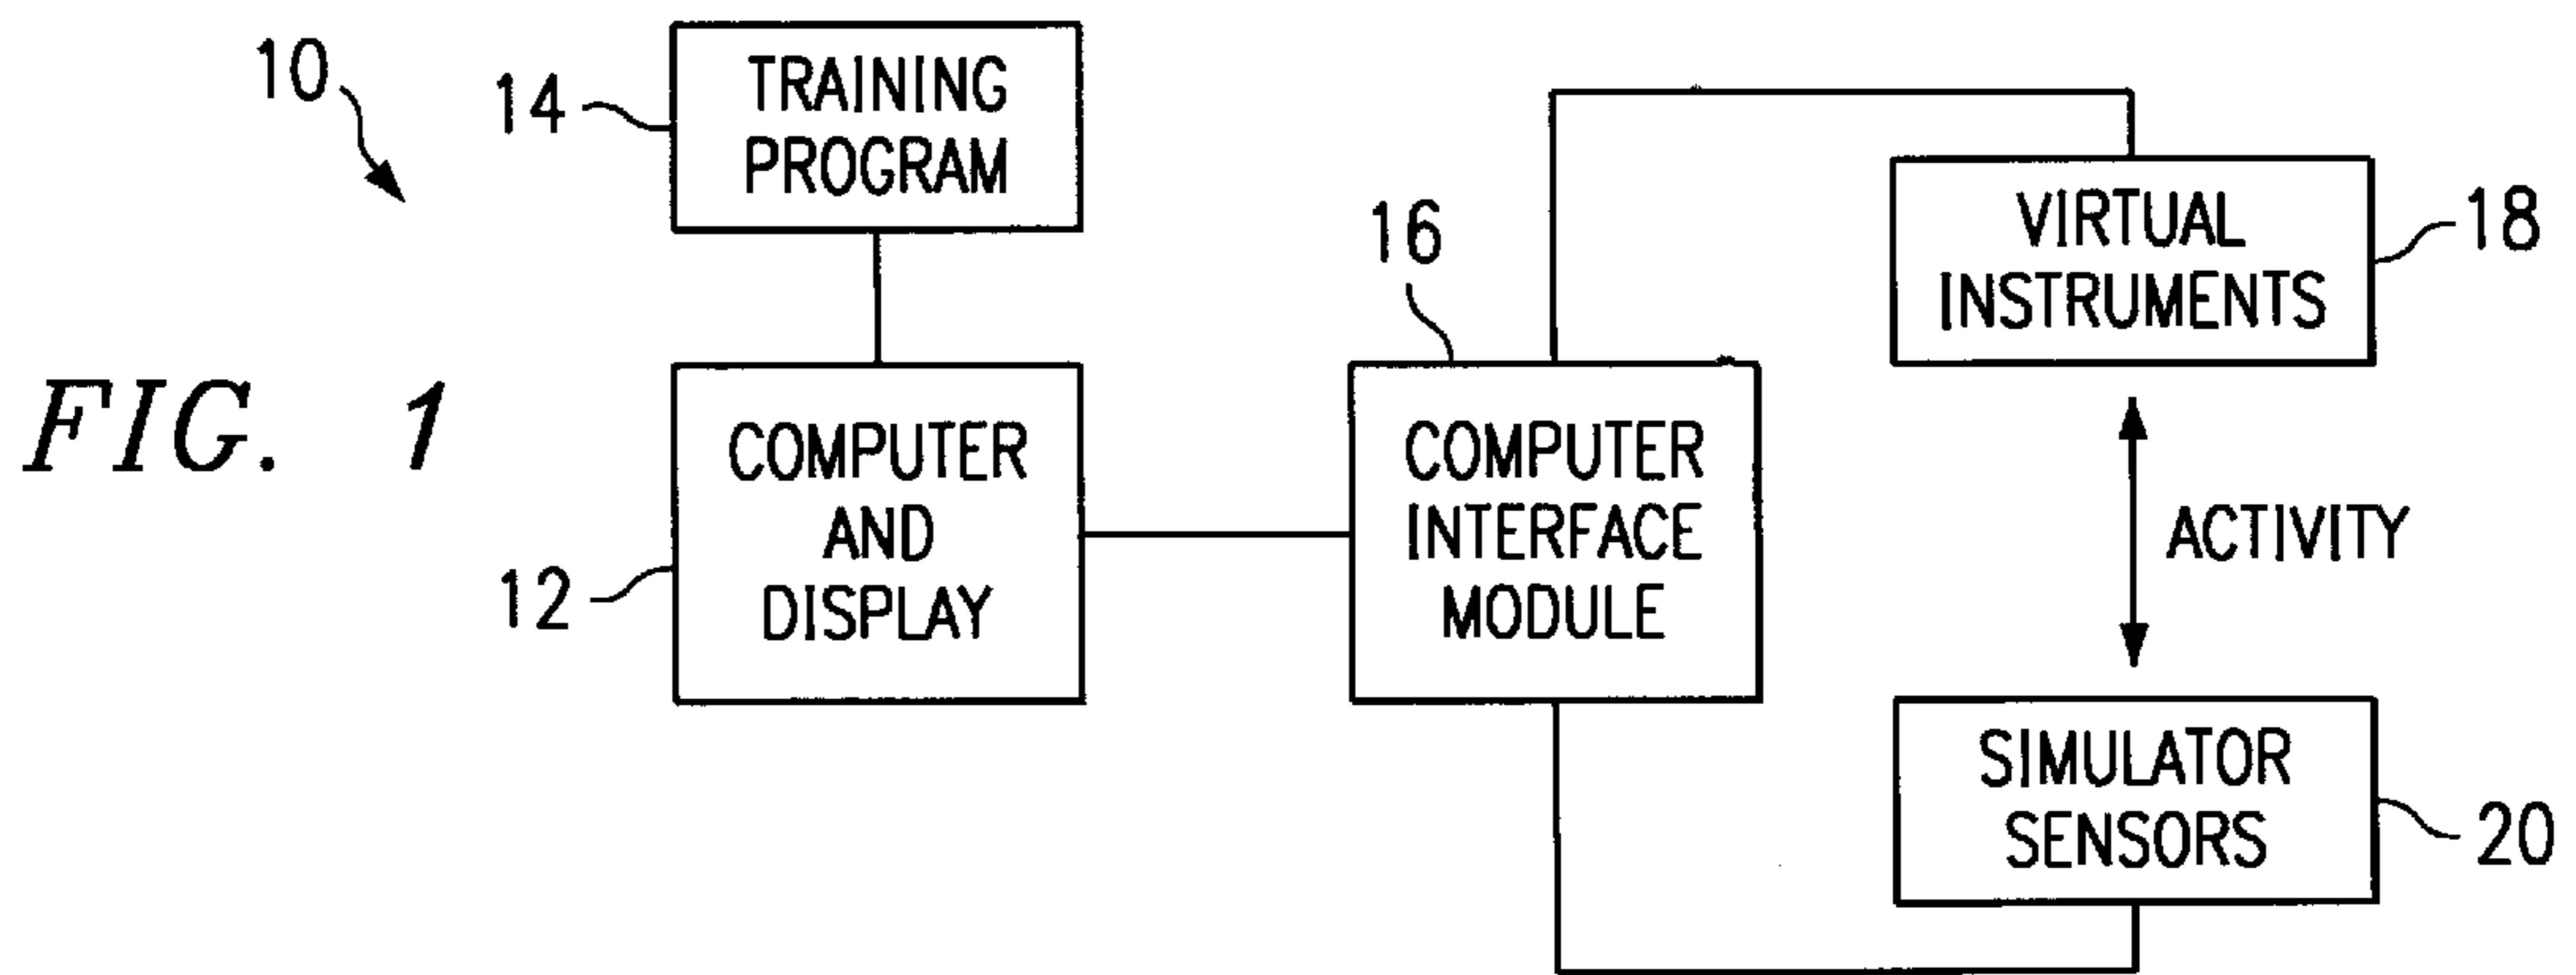 10
14
TRAINING
PROGRAM
16
VIRTUAL
INSTRUMENTS
18
FIG. 1
12
COMPUTER
AND
DISPLAY
COMPUTER
INTERFACE
MODULE
ACTIVITY
SIMULATOR
SENSORS
20